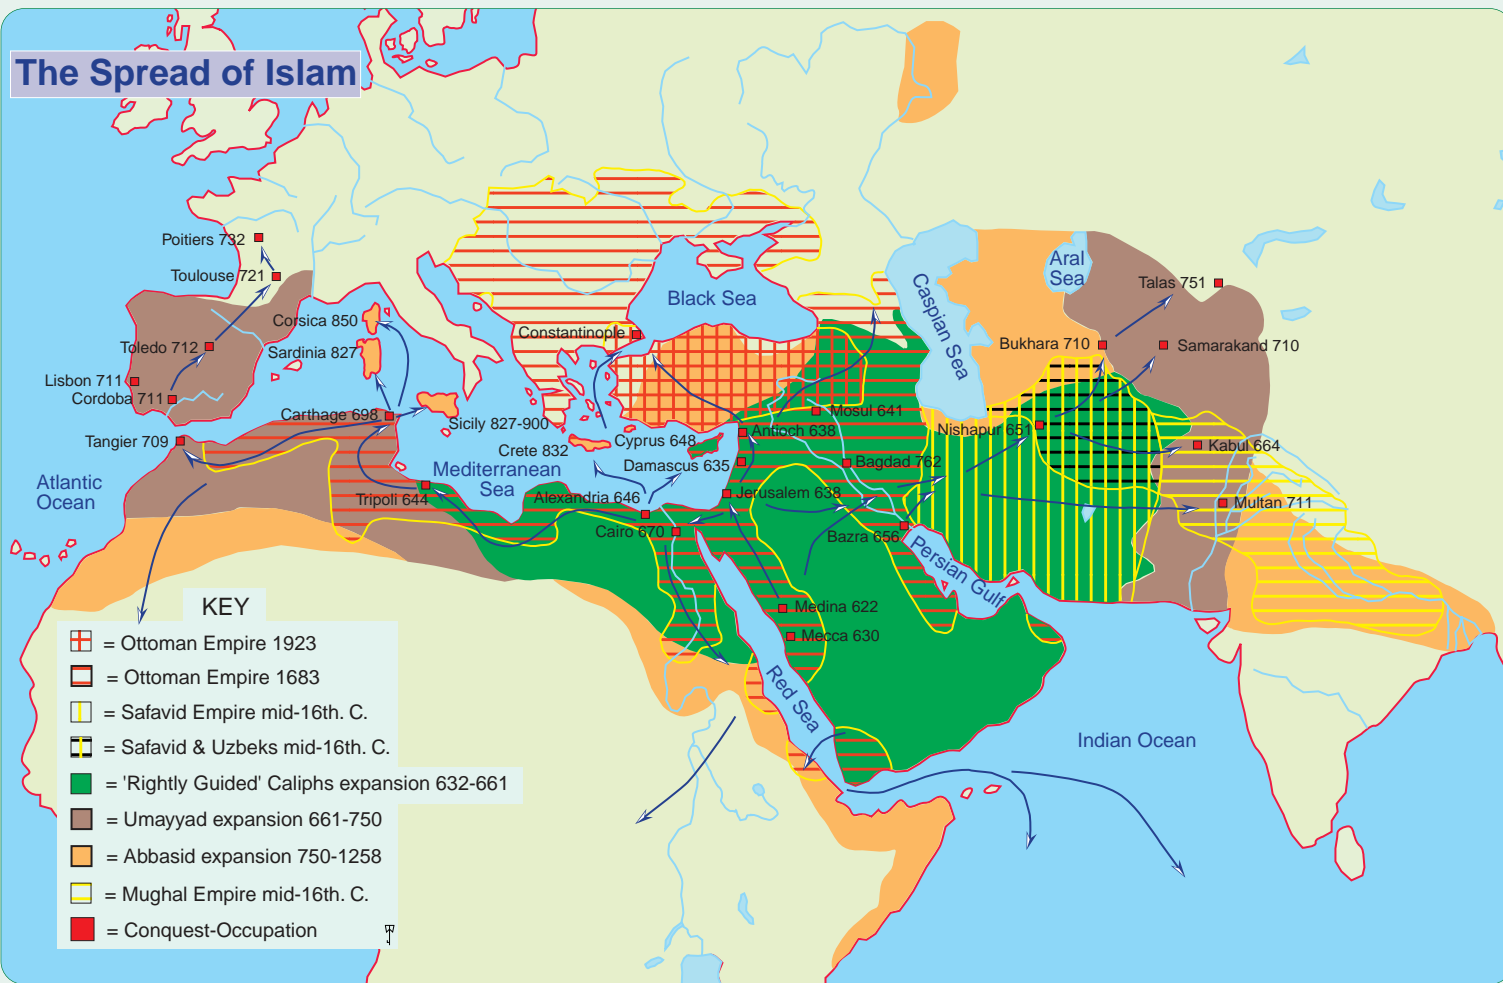 The Spread of Islam
Poitiers 732
Toulouse 721
Corsica 850
Toledo 712
Sardinia 827
Lisbon 711
Cordoba 711
Carthage 698
Sicily 827-900
Tangier 709
Atlantic
Ocean
Mediterranean
Sea
Tripoli 644
Crete 832
Cyprus 648
Damascus 635
Alexandria 646
Cairo 670
Constantinople
Black Sea
Caspian Sea
Aral
Sea
Talas 751
Bukhara 710
Samarakand 710
Mosul 641
Antioch 638
Nishapur 651
Kabul 664
Bagdad 762
Jerusalem 638
Multan 711
Bazra 656
Persian Gulf
Medina 622
Mecca 630
Red Sea
Indian Ocean
KEY
= Ottoman Empire 1923
= Ottoman Empire 1683
= Safavid Empire mid-16th. C.
= Safavid & Uzbeks mid-16th. C.
= 'Rightly Guided' Caliphs expansion 632-661
= Umayyad expansion 661-750
= Abbasid expansion 750-1258
= Mughal Empire mid-16th. C.
= Conquest-Occupation